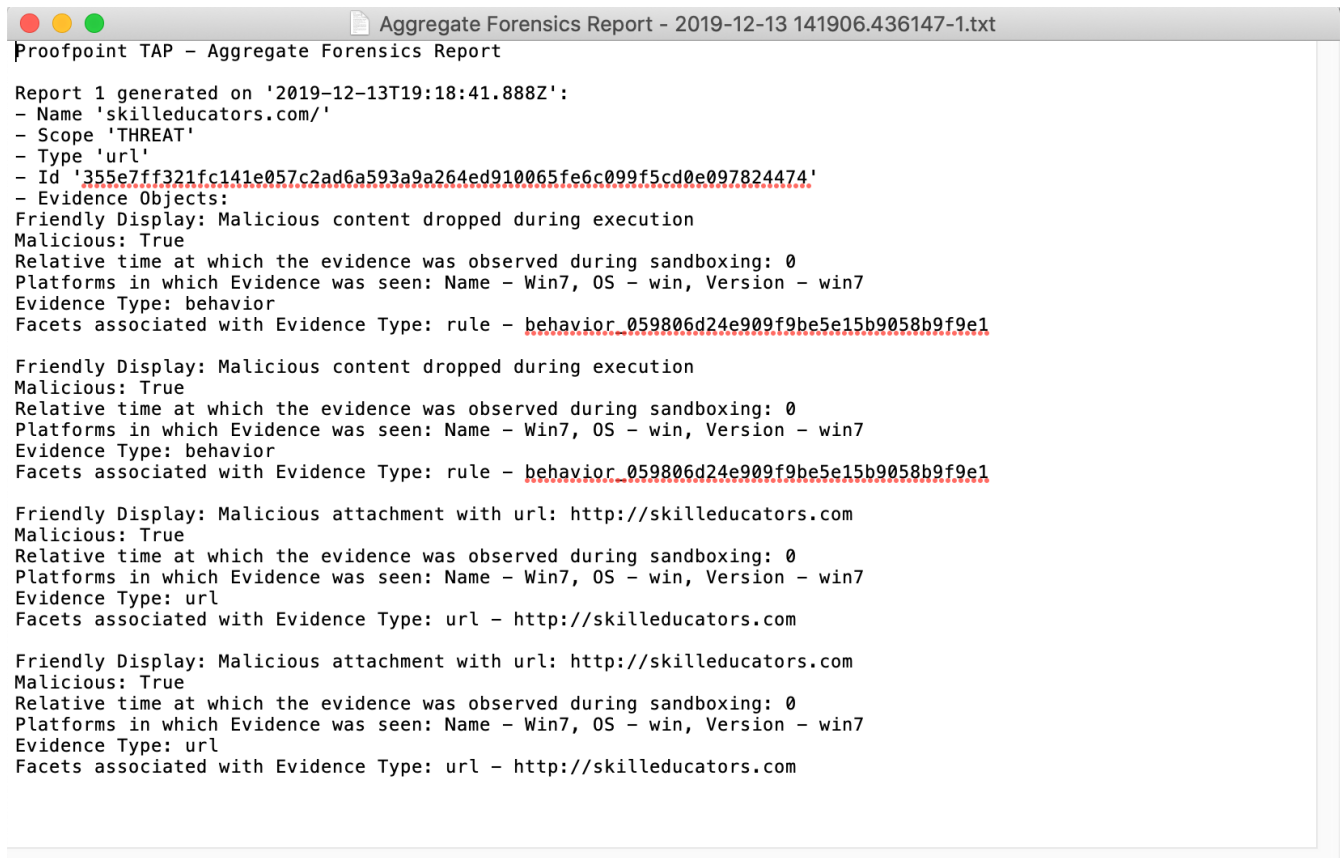 Aggregate Forensics Report - 2019-12-13 141906.436147-1.txt
Proofpoint TAP – Aggregate Forensics Report
Report 1 generated on '2019–12–13T19:18:41.888Z':
– Name 'skilleducators.com/'
– Scope 'THREAT'
– Type 'url'
– Id '355e7ff321fc141e057c2ad6a593a9a264ed910065fe6c099f5cd0e097824474'
– Evidence Objects:
Friendly Display: Malicious content dropped during execution
Malicious: True
Relative time at which the evidence was observed during sandboxing: 0
Platforms in which Evidence was seen: Name – Win7, OS – win, Version – win7
Evidence Type: behavior
Facets associated with Evidence Type: rule – behavior_059806d24e909f9be5e15b9058b9f9e1
Friendly Display: Malicious content dropped during execution
Malicious: True
Relative time at which the evidence was observed during sandboxing: 0
Platforms in which Evidence was seen: Name – Win7, OS – win, Version – win7
Evidence Type: behavior
Facets associated with Evidence Type: rule – behavior_059806d24e909f9be5e15b9058b9f9e1
Friendly Display: Malicious attachment with url: http://skilleducators.com
Malicious: True
Relative time at which the evidence was observed during sandboxing: 0
Platforms in which Evidence was seen: Name – Win7, OS – win, Version – win7
Evidence Type: url
Facets associated with Evidence Type: url – http://skilleducators.com
Friendly Display: Malicious attachment with url: http://skilleducators.com
Malicious: True
Relative time at which the evidence was observed during sandboxing: 0
Platforms in which Evidence was seen: Name – Win7, OS – win, Version – win7
Evidence Type: url
Facets associated with Evidence Type: url – http://skilleducators.com